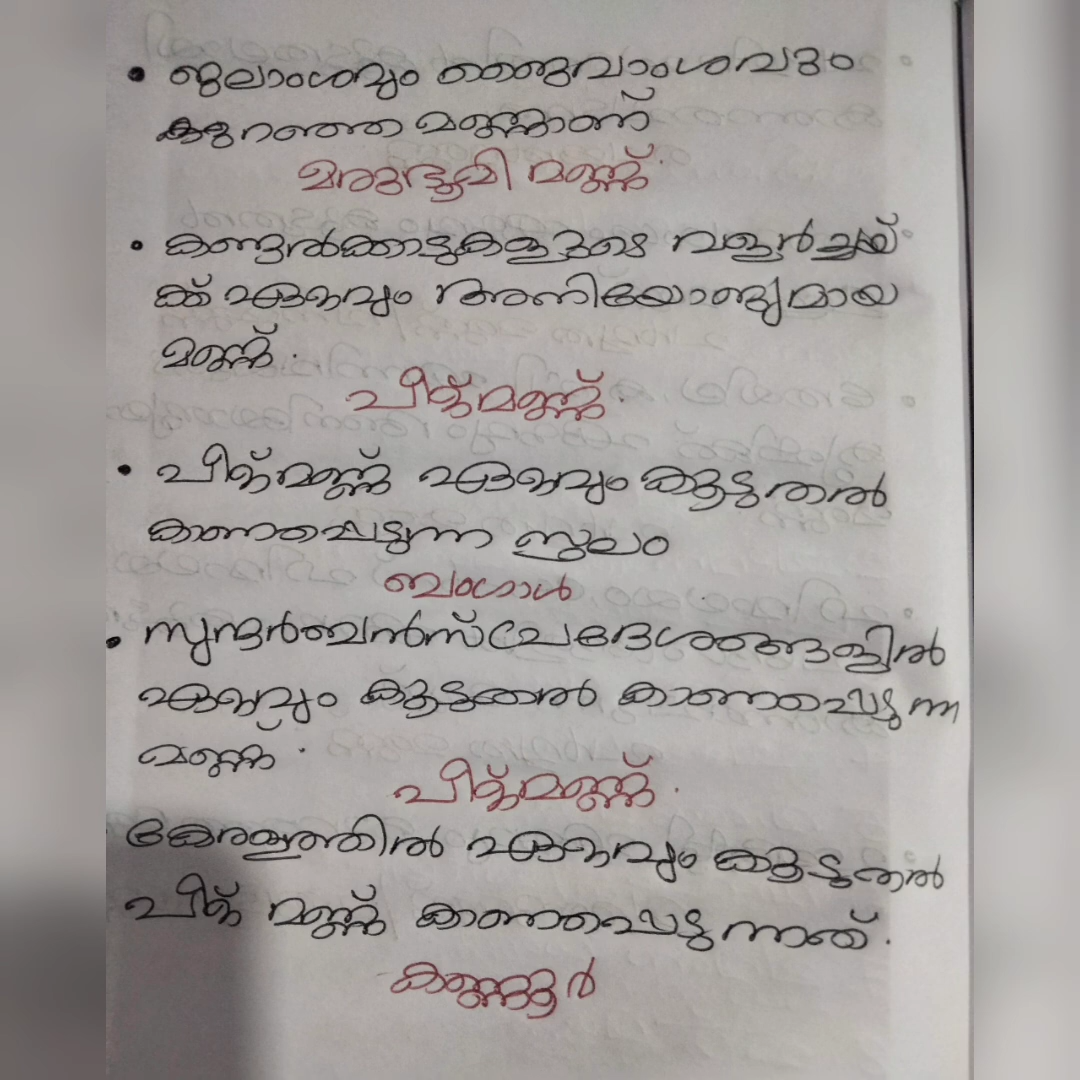 • ജലാംശവും ജൈവാംശവും
കുറഞ്ഞ മണ്ണാണ്
മരുഭൂമി മണ്ണ്.
• കണ്ടൽക്കാടുകളുടെ വളർച്ചയ്
ക്ക് ഏറ്റവും അനിയോജ്യമായ
മണ്ണ്.
പീറ്റ്മണ്ണ്.
• പീറ്റ്മണ്ണ് ഏറ്റവും കൂടുതൽ
കാണപ്പെടുന്ന സ്ഥലം
ബംഗാൾ
• സുന്ദർബൻസ് പ്രദേശങ്ങളിൽ
ഏറ്റവും കൂടുതൽ കാണപ്പെടുന്ന
മണ്ണ്.
പീറ്റ്മണ്ണ്.
കേരളത്തിൽ ഏറ്റവും കൂടുതൽ
പീറ്റ് മണ്ണ് കാണപ്പെടുന്നത്.
കണ്ണൂർ